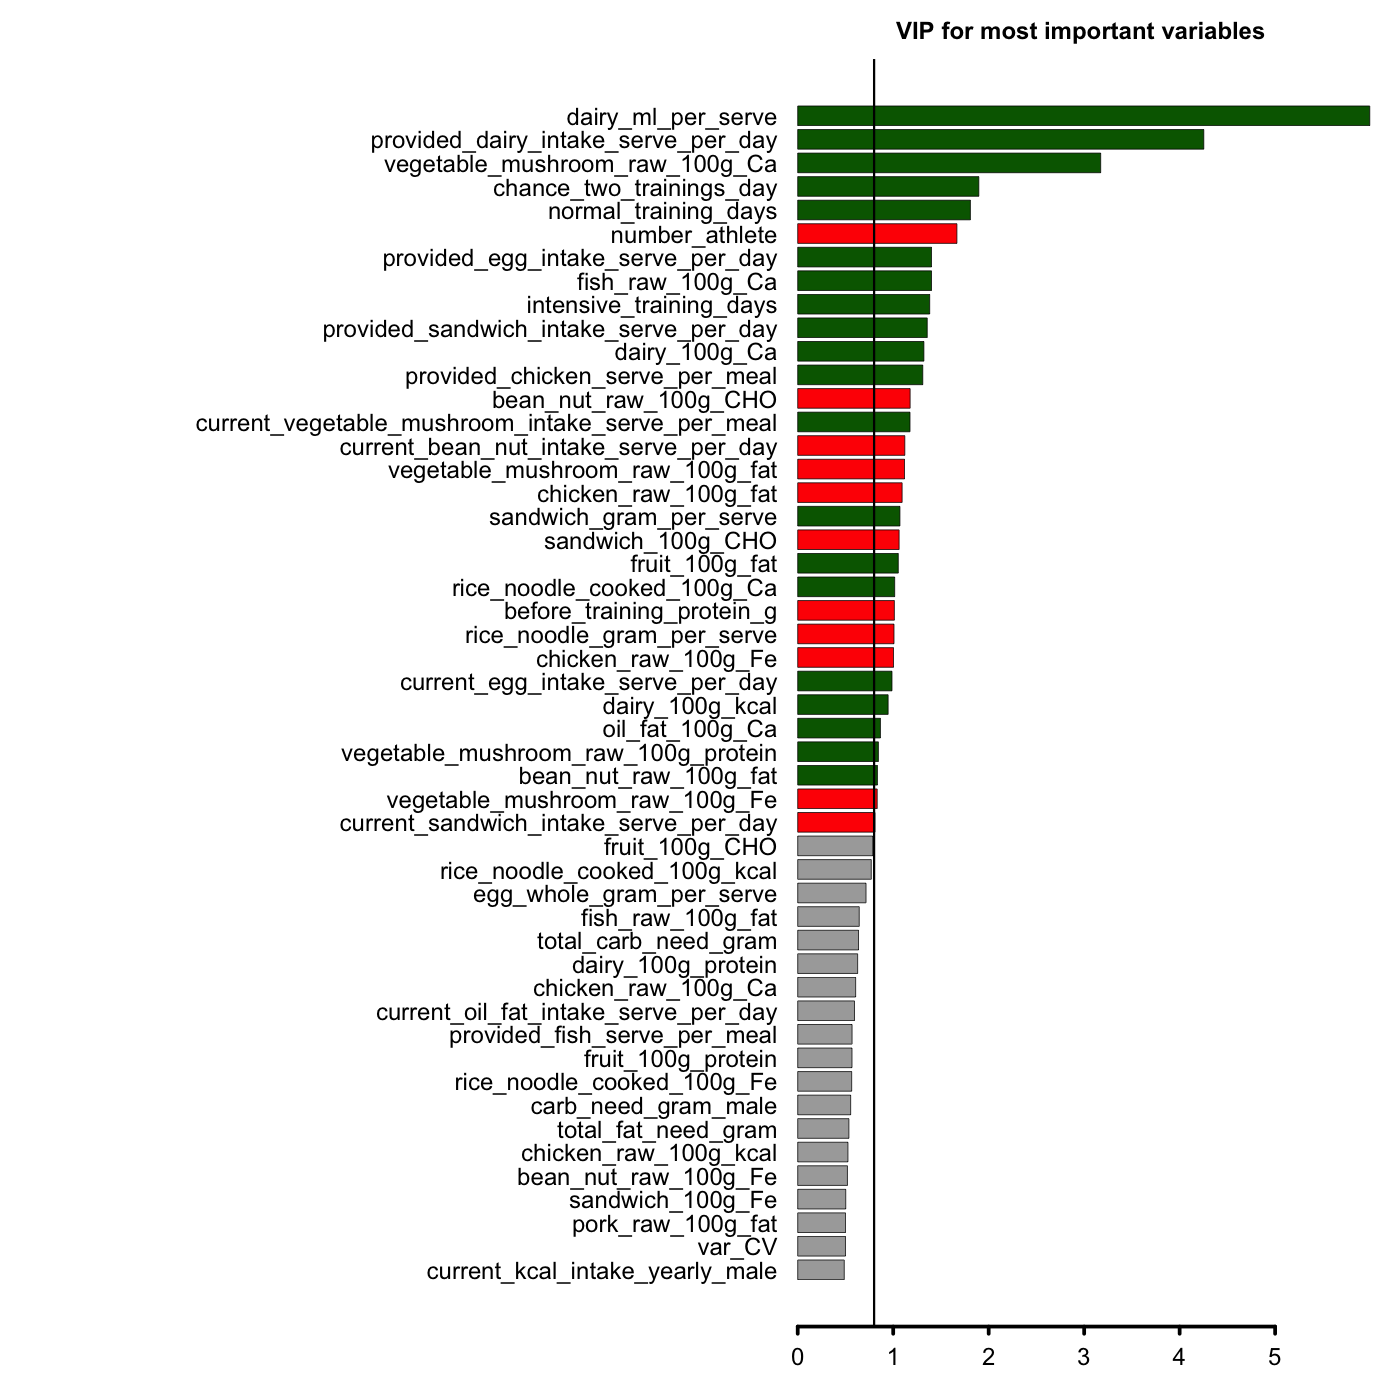 VIP for most important variables
dairy_ml_per_serve
provided_dairy_intake_serve_per_day
vegetable_mushroom_raw_100g_Ca
chance_two_trainings_day
normal_training_days
number_athlete
provided_egg_intake_serve_per_day
fish_raw_100g_Ca
intensive_training_days
provided_sandwich_intake_serve_per_day
dairy_100g_Ca
provided_chicken_serve_per_meal
bean_nut_raw_100g_CHO
current_vegetable_mushroom_intake_serve_per_meal
current_bean_nut_intake_serve_per_day
vegetable_mushroom_raw_100g_fat
chicken_raw_100g_fat
sandwich_gram_per_serve
sandwich_100g_CHO
fruit_100g_fat
rice_noodle_cooked_100g_Ca
before_training_protein_g
rice_noodle_gram_per_serve
chicken_raw_100g_Fe
current_egg_intake_serve_per_day
dairy_100g_kcal
oil_fat_100g_Ca
vegetable_mushroom_raw_100g_protein
bean_nut_raw_100g_fat
vegetable_mushroom_raw_100g_Fe
current_sandwich_intake_serve_per_day
fruit_100g_CHO
rice_noodle_cooked_100g_kcal
egg_whole_gram_per_serve
fish_raw_100g_fat
total_carb_need_gram
dairy_100g_protein
chicken_raw_100g_Ca
current_oil_fat_intake_serve_per_day
provided_fish_serve_per_meal
fruit_100g_protein
rice_noodle_cooked_100g_Fe
carb_need_gram_male
total_fat_need_gram
chicken_raw_100g_kcal
bean_nut_raw_100g_Fe
sandwich_100g_Fe
pork_raw_100g_fat
var_CV
current_kcal_intake_yearly_male
0 1 2 3 4 5